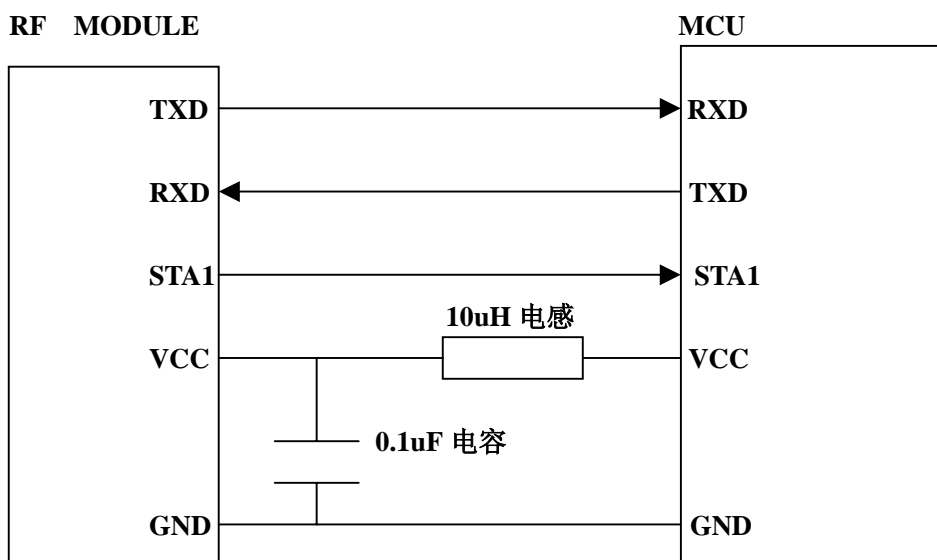 RF MODULE MCU
TXD RXD
RXD TXD
STA1 STA1
10uH 电感
VCC VCC
0.1uF 电容
GND GND